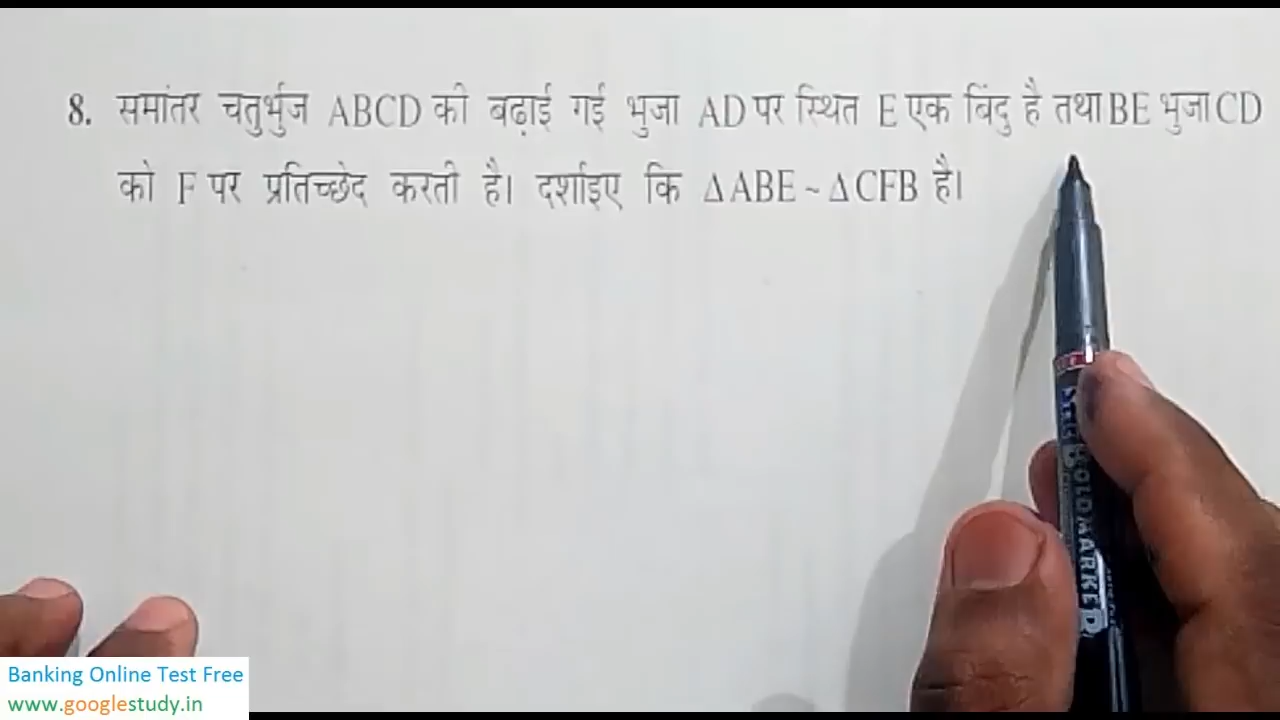 8. समांतर चतुर्भुज ABCD की बढ़ाई गई भुजा AD पर स्थित E एक बिंदु है तथा BE भुजा CD
को F पर प्रतिच्छेद करती है। दर्शाइए कि ΔABE ~ ΔCFB है।
BOLDMARKER
Banking Online Test Free
www.googlestudy.in